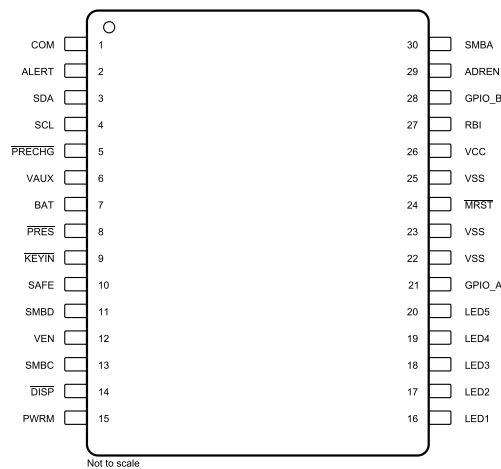 COM 1 30 SMBA
ALERT 2 29 ADREN
SDA 3 28 GPIO_B
SCL 4 27 RBI
PRECHG 5 26 VCC
VAUX 6 25 VSS
BAT 7 24 MRST
PRES 8 23 VSS
KEYIN 9 22 VSS
SAFE 10 21 GPIO_A
SMBD 11 20 LED5
VEN 12 19 LED4
SMBC 13 18 LED3
DISP 14 17 LED2
PWRM 15 16 LED1
Not to scale